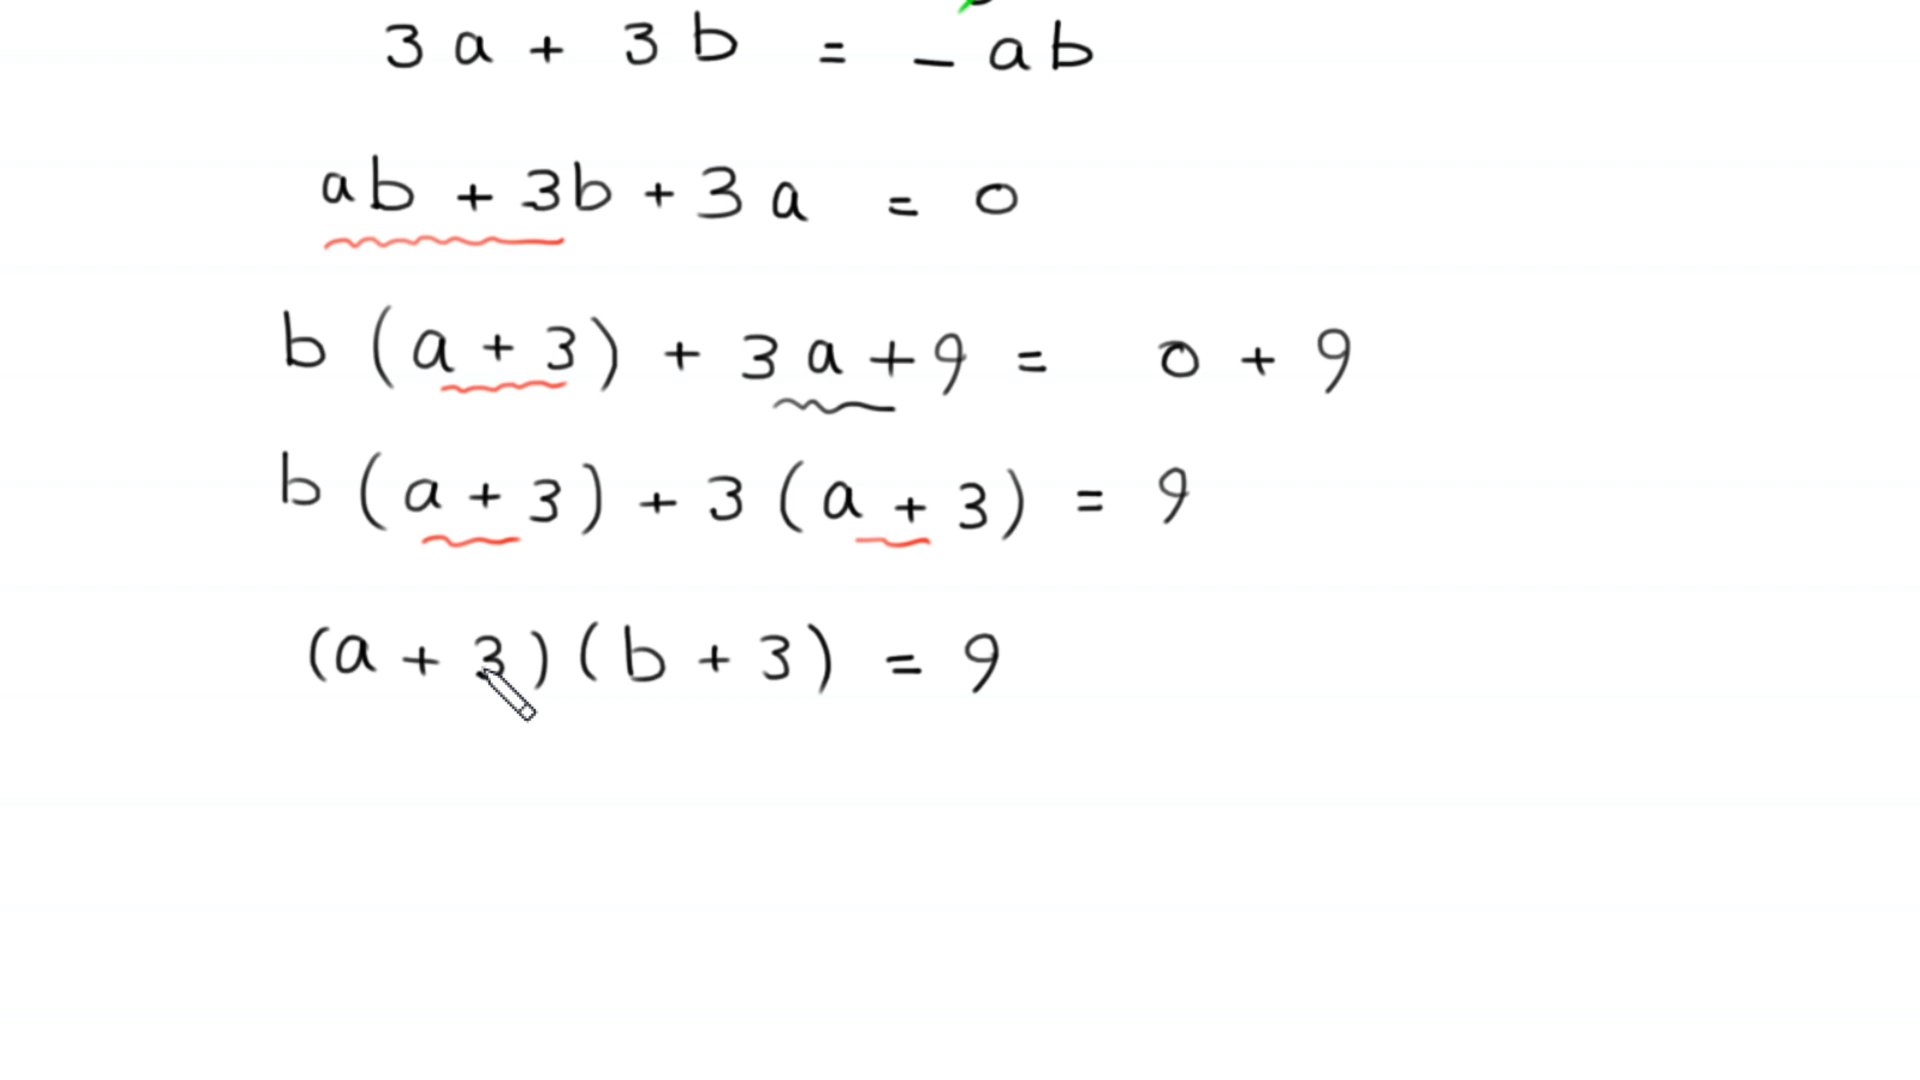 3a + 3b = - ab
ab + 3b + 3a = 0
b(a + 3) + 3a + 9 = 0 + 9
b(a + 3) + 3(a + 3) = 9
(a + 3)(b + 3) = 9